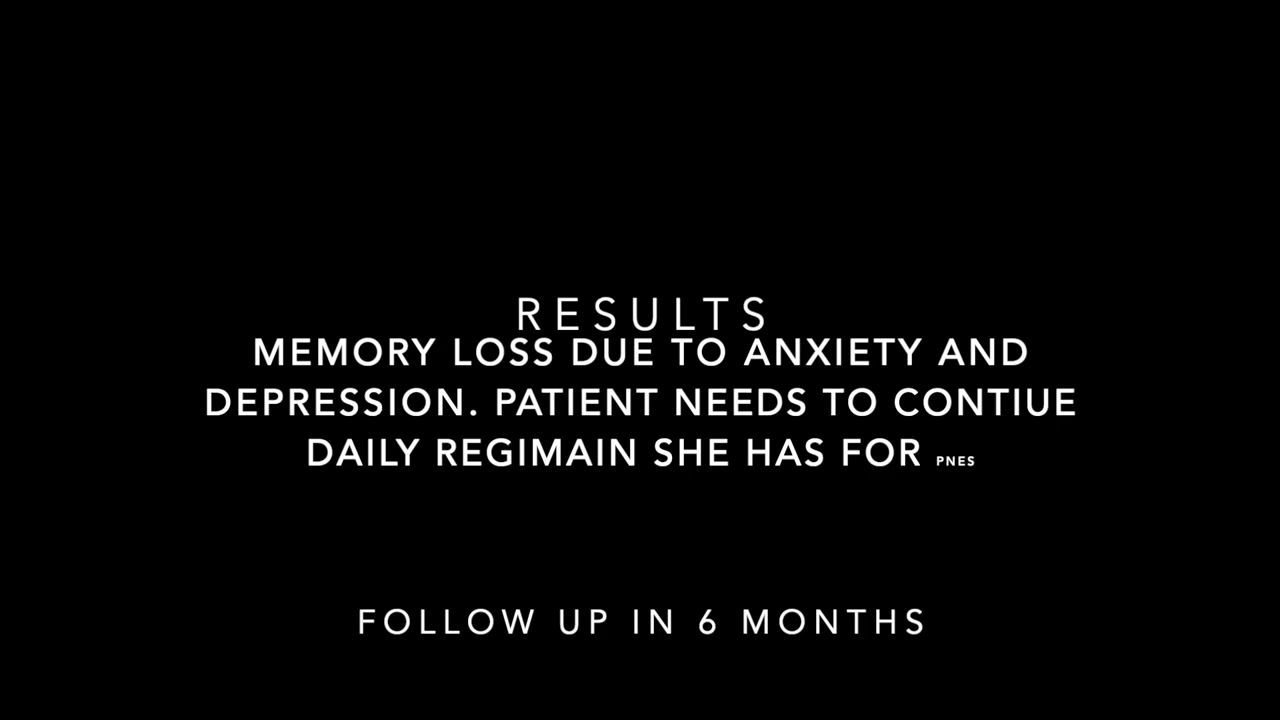 RESULTS
MEMORY LOSS DUE TO ANXIETY AND
DEPRESSION. PATIENT NEEDS TO CONTIUE
DAILY REGIMAIN SHE HAS FOR PNES
FOLLOW UP IN 6 MONTHS